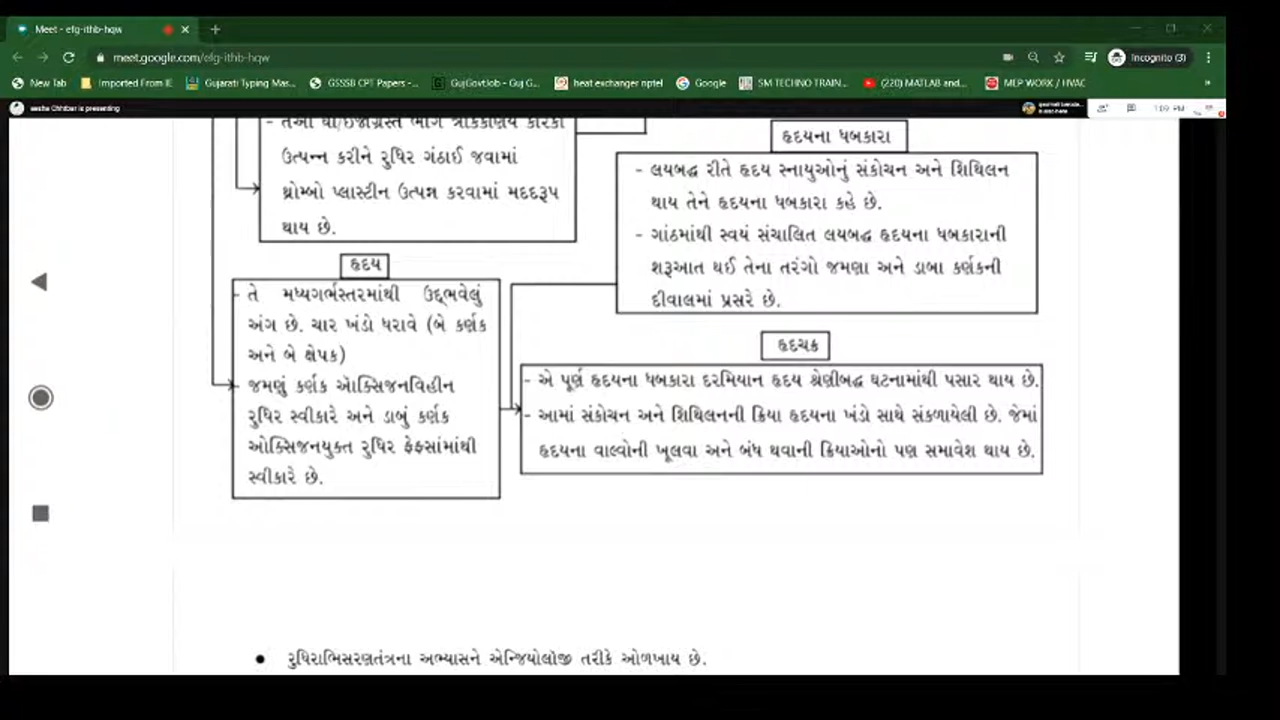 Meet - efg-ithb-hqw
meet.google.com/efg-ithb-hqw
Incognito (3)
New Tab
Imported From IE
Gujarati Typing Mas...
GSSSB CPT Papers -...
GujGovtJob - Guj G...
heat exchanger nptel
Google
SM TECHNO TRAIN...
(220) MATLAB and...
MEP WORK / HVAC
is presenting
1:09 PM
ઉત્પન્ન કરીને રુધિર ગંઠાઈ જવામાં
થ્રોમ્બો પ્લાસ્ટીન ઉત્પન્ન કરવામાં મદદરૂપ
થાય છે.
હૃદયના ધબકારા
- લયબદ્ધ રીતે હૃદય સ્નાયુઓનું સંકોચન અને શિથિલન
થાય તેને હૃદયના ધબકારા કહે છે.
- ગાંઠમાંથી સ્વયં સંચાલિત લયબદ્ધ હૃદયના ધબકારાની
શરૂઆત થઈ તેના તરંગો જમણા અને ડાબા કર્ણકની
દીવાલમાં પ્રસરે છે.
હૃદય
- તે મધ્યગર્ભસ્તરમાંથી ઉદ્ભવેલું
અંગ છે. ચાર ખંડો ધરાવે (બે કર્ણક
અને બે ક્ષેપક)
- જમણું કર્ણક ઓક્સિજનવિહીન
રુધિર સ્વીકારે અને ડાબું કર્ણક
ઓક્સિજનયુક્ત રુધિર ફેફસાંમાંથી
સ્વીકારે છે.
હૃદચક્ર
- એ પૂર્ણ હૃદયના ધબકારા દરમિયાન હૃદય શ્રેણીબદ્ધ ઘટનામાંથી પસાર થાય છે.
- આમાં સંકોચન અને શિથિલનની ક્રિયા હૃદયના ખંડો સાથે સંકળાયેલી છે. જેમાં
હૃદયના વાલ્વોની ખૂલવા અને બંધ થવાની ક્રિયાઓનો પણ સમાવેશ થાય છે.
● રુધિરાભિસરણતંત્રના અભ્યાસને એન્જિયોલૉજી તરીકે ઓળખાય છે.